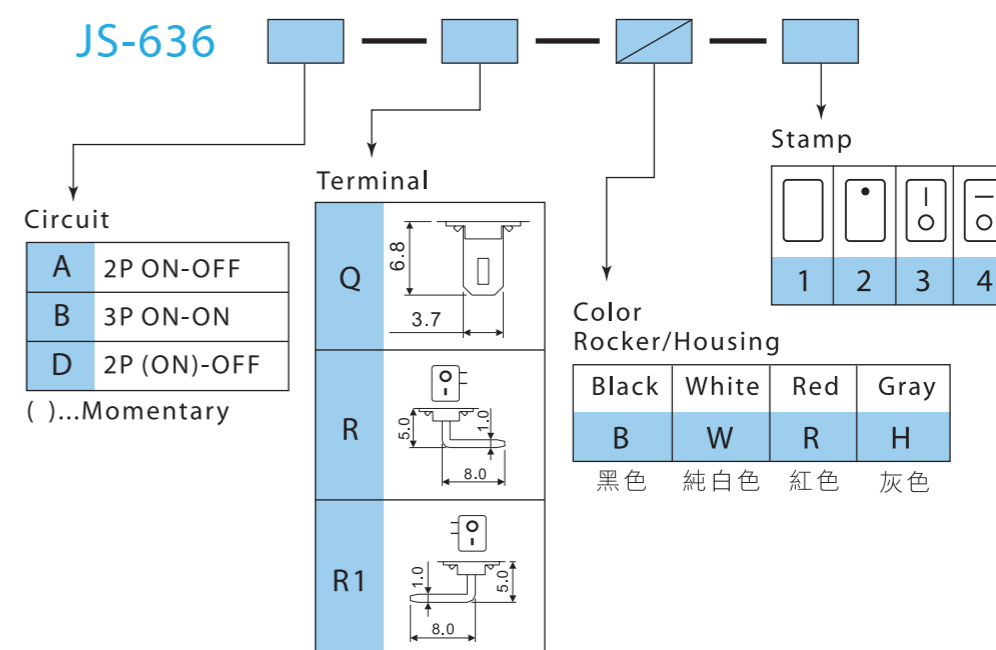 JS-636
Circuit
A 2P ON-OFF
B 3P ON-ON
D 2P (ON)-OFF
( )...Momentary
Terminal
Q
6.8
3.7
R
5.0
1.0
8.0
R1
1.0
5.0
8.0
Color
Rocker/Housing
Black White Red Gray
B W R H
黑色 純白色 紅色 灰色
Stamp
1 2 3 4